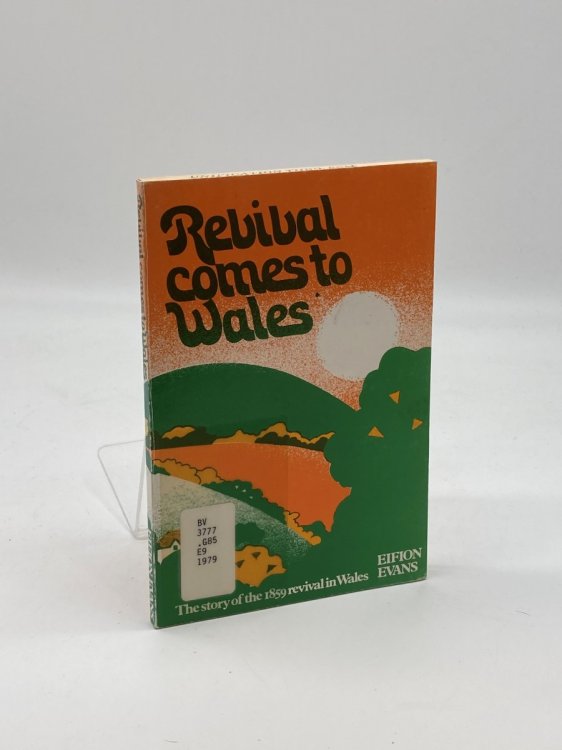 Revival
comes to
Wales
BV
3777
.G85
E9
1979
EIFION
EVANS
The story of the 1859 revival in Wales